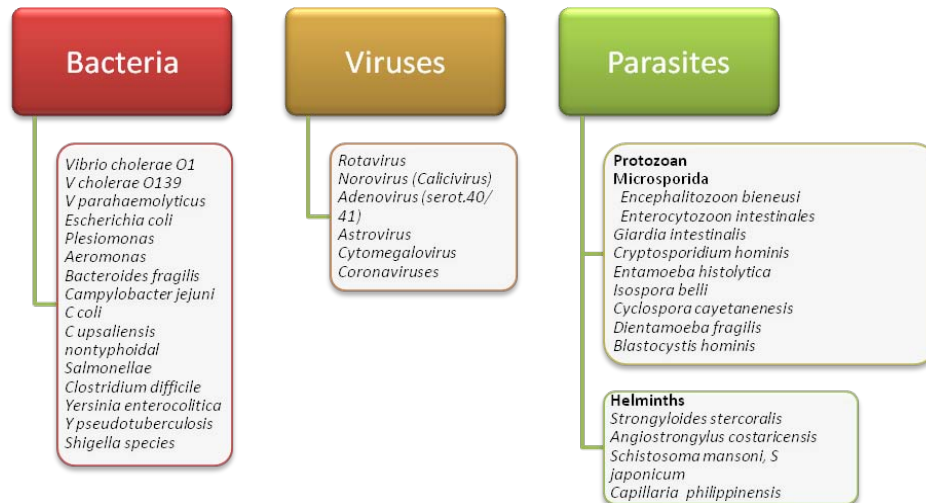 Bacteria
Vibrio cholerae O1
V cholerae O139
V parahaemolyticus
Escherichia coli
Plesiomonas
Aeromonas
Bacteroides fragilis
Campylobacter jejuni
C coli
C upsaliensis
nontyphoidal
Salmonellae
Clostridium difficile
Yersinia enterocolitica
Y pseudotuberculosis
Shigella species
Viruses
Rotavirus
Norovirus (Calicivirus)
Adenovirus (serot.40/
41)
Astrovirus
Cytomegalovirus
Coronaviruses
Parasites
Protozoan
Microsporida
Encephalitozoon bieneusi
Enterocytozoon intestinales
Giardia intestinalis
Cryptosporidium hominis
Entamoeba histolytica
Isospora belli
Cyclospora cayetanenesis
Dientamoeba fragilis
Blastocystis hominis
Helminths
Strongyloides stercoralis
Angiostrongylus costaricensis
Schistosoma mansoni, S
japonicum
Capillaria philippinensis